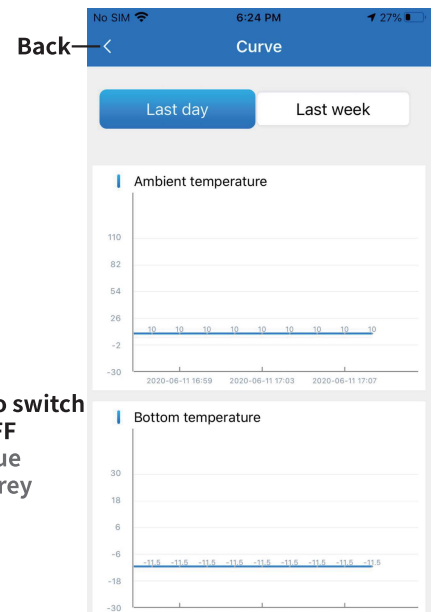 No SIM 6:24 PM 27%
Back
Curve
Last day Last week
Ambient temperature
110
82
54
26
10 10 10 10 10 10 10 10 10
-2
-30
2020-06-11 16:59 2020-06-11 17:03 2020-06-11 17:07
o switch
FF
ue
rey
Bottom temperature
30
18
6
-6
-11.5 -11.5 -11.5 -11.5 -11.5 -11.5 -11.5 -11.5 -11.5
-18
-30